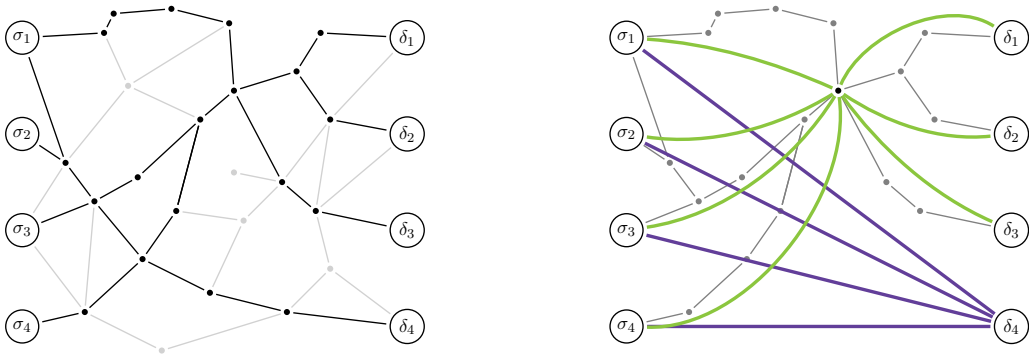 σ₁ δ₁ σ₁ δ₁
σ₂ δ₂ σ₂ δ₂
σ₃ δ₃ σ₃ δ₃
σ₄ δ₄ σ₄ δ₄